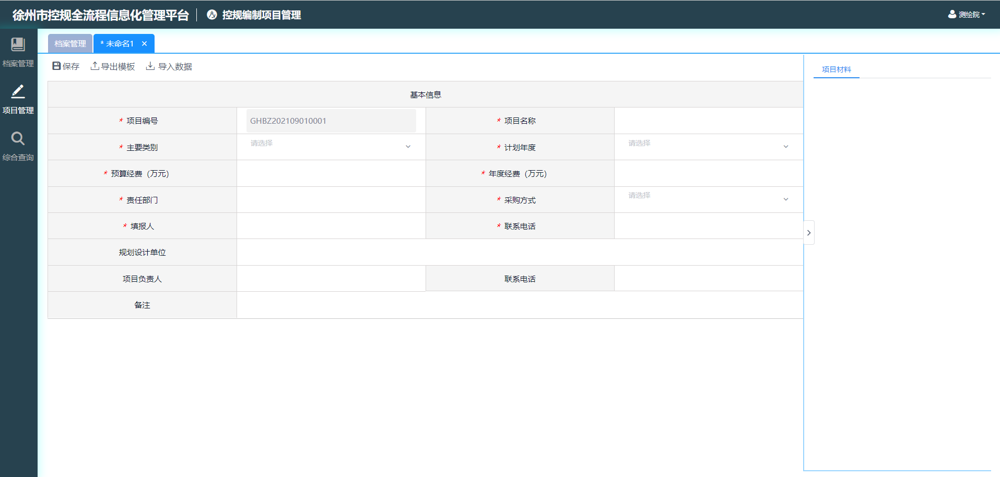 徐州市控规全流程信息化管理平台 控规编制项目管理 测绘院
档案管理
项目管理
综合查询
档案管理 * 未命名1 ×
保存 导出模板 导入数据
基本信息
* 项目编号 GHBZ202109010001 * 项目名称
* 主要类别 请选择 * 计划年度 请选择
* 预算经费（万元） * 年度经费（万元）
* 责任部门 * 采购方式 请选择
* 填报人 * 联系电话
规划设计单位
项目负责人 联系电话
备注
项目材料